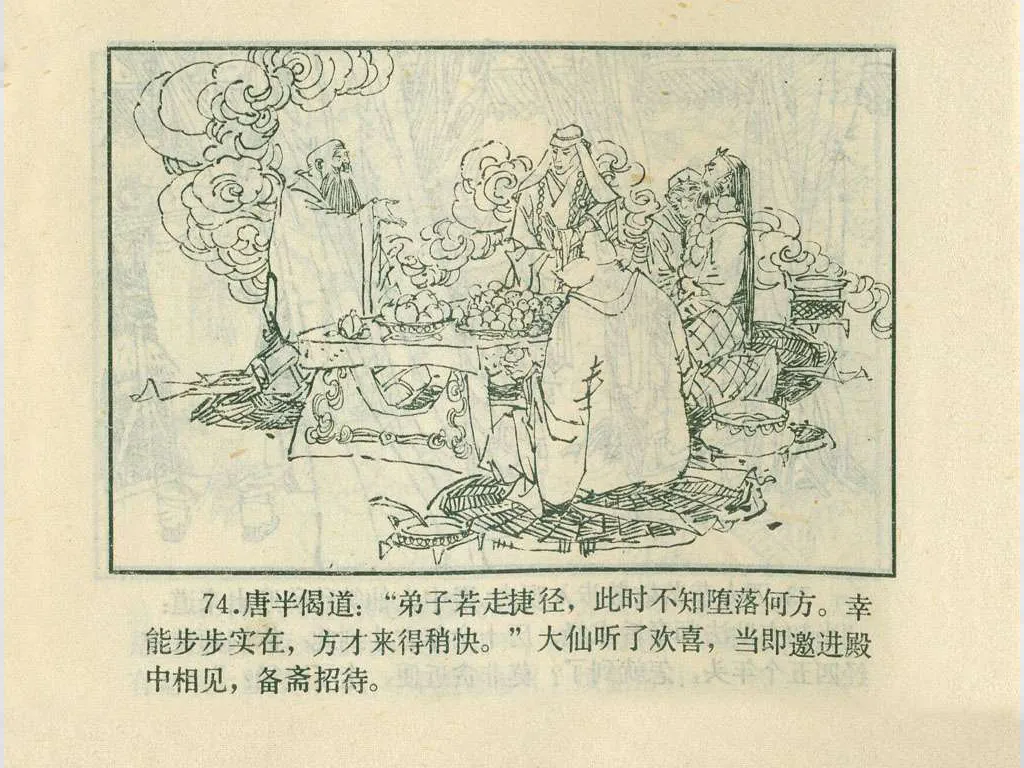 74.唐半偈道：“弟子若走捷径，此时不知堕落何方。幸
能步步实在，方才来得稍快。”大仙听了欢喜，当即邀进殿
中相见，备斋招待。